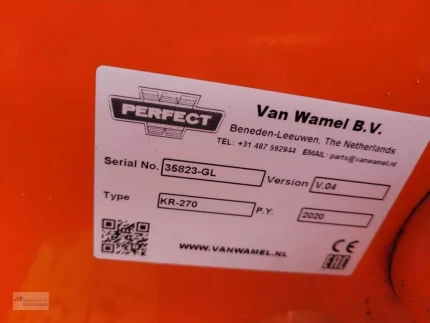 PERFECT
Van Wamel B.V.
Beneden-Leeuwen, The Netherlands
TEL: +31 487 592944 EMAIL: parts@vanwamel.nl
Serial No. 35823-GL Version V.04
Type KR-270 P.Y. 2020
WWW.VANWAMEL.NL
CE
EAC